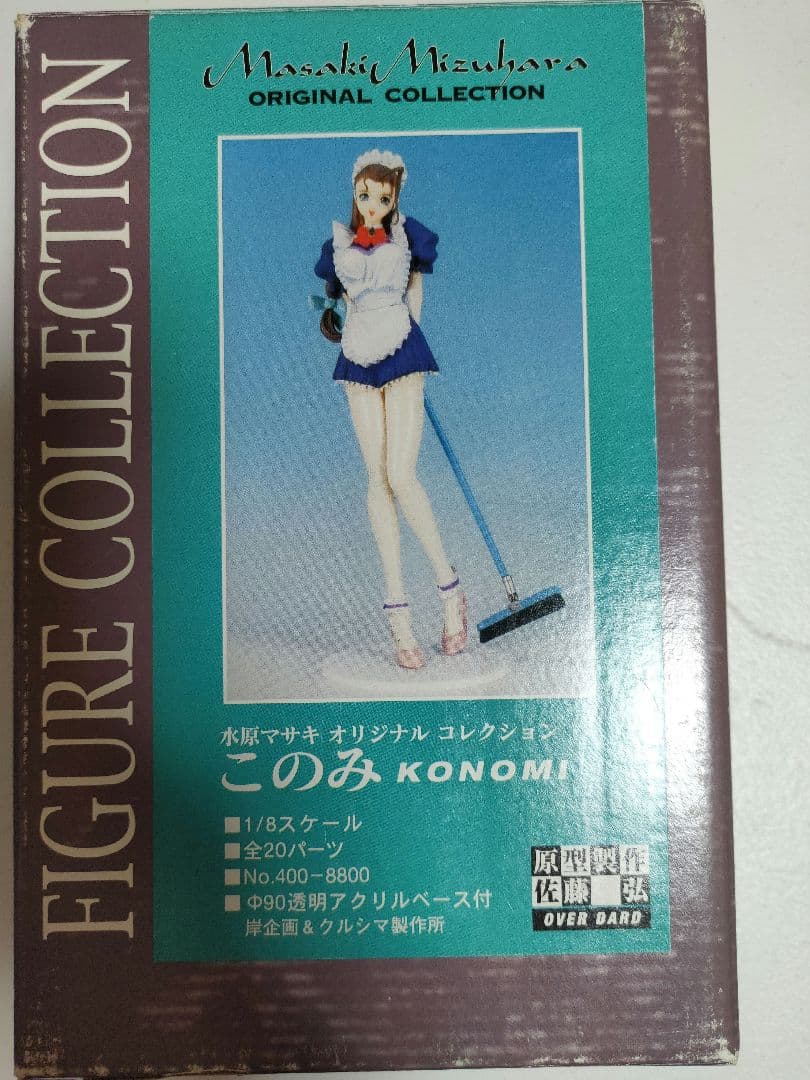 FIGURE COLLECTION
Masaki Mizuhara
ORIGINAL COLLECTION
水原マサキ オリジナル コレクション
このみ KONOMI
■1/8スケール
■全20パーツ
■No.400-8800
■Φ90透明アクリルベース付
岸企画&クルシマ製作所
原型製作
佐藤 弘
OVER DARD